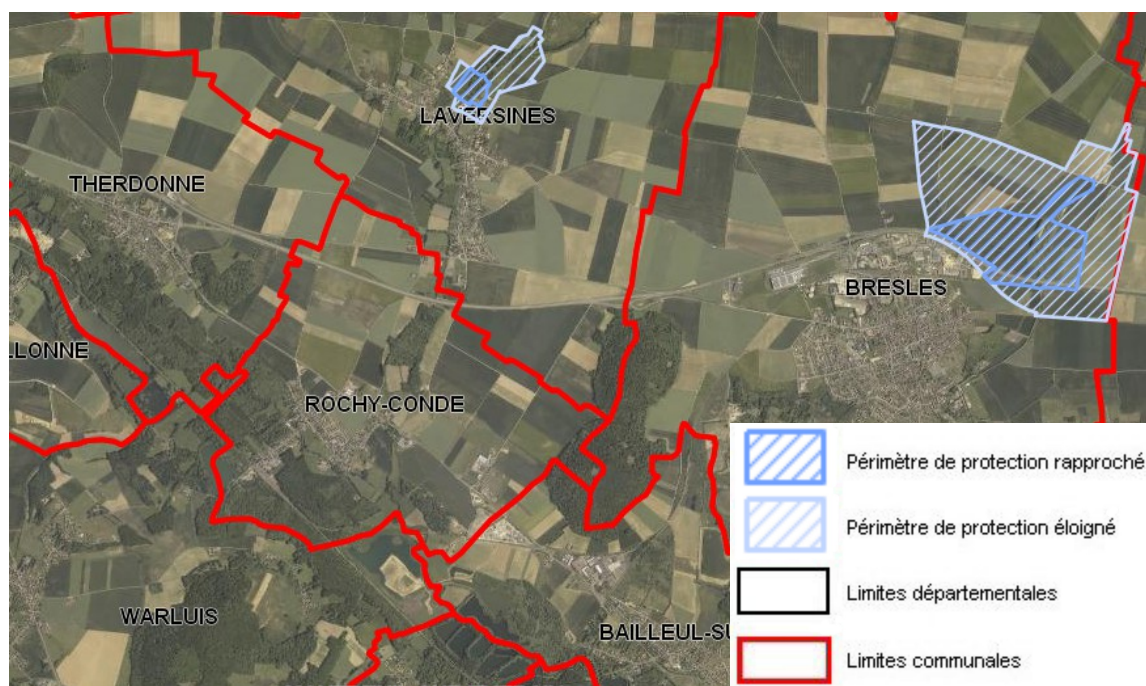 LAVERSINES
THERDONNE
BRESLES
LLONNE
ROCHY-CONDE
WARLUIS
BAILLEUL-SU
Périmètre de protection rapproché
Périmètre de protection éloigné
Limites départementales
Limites communales